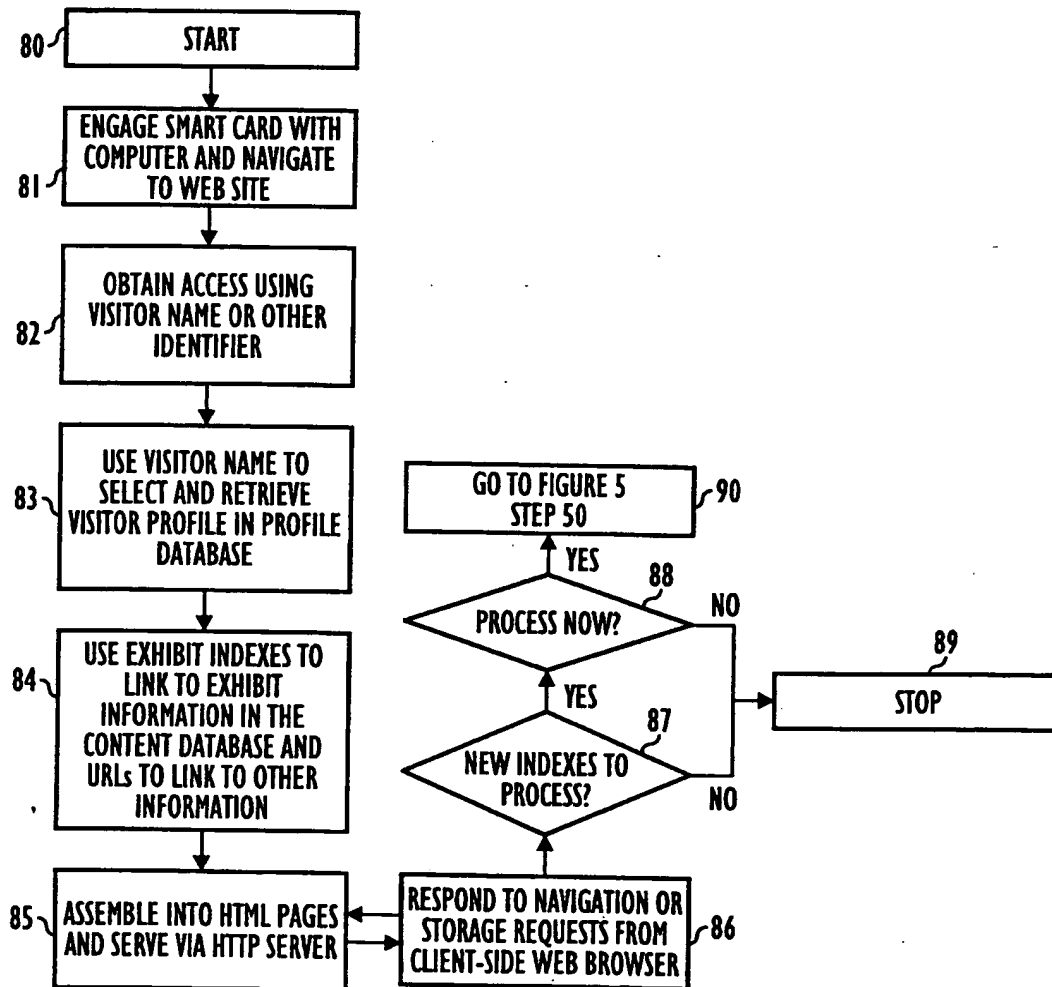 80
START
81
ENGAGE SMART CARD WITH
COMPUTER AND NAVIGATE
TO WEB SITE
82
OBTAIN ACCESS USING
VISITOR NAME OR OTHER
IDENTIFIER
83
USE VISITOR NAME TO
SELECT AND RETRIEVE
VISITOR PROFILE IN PROFILE
DATABASE
84
USE EXHIBIT INDEXES TO
LINK TO EXHIBIT
INFORMATION IN THE
CONTENT DATABASE AND
URLs TO LINK TO OTHER
INFORMATION
85
ASSEMBLE INTO HTML PAGES
AND SERVE VIA HTTP SERVER
RESPOND TO NAVIGATION OR
STORAGE REQUESTS FROM
CLIENT-SIDE WEB BROWSER
86
NEW INDEXES TO
PROCESS?
87
YES
NO
PROCESS NOW?
88
YES
NO
GO TO FIGURE 5
STEP 50
90
89
STOP